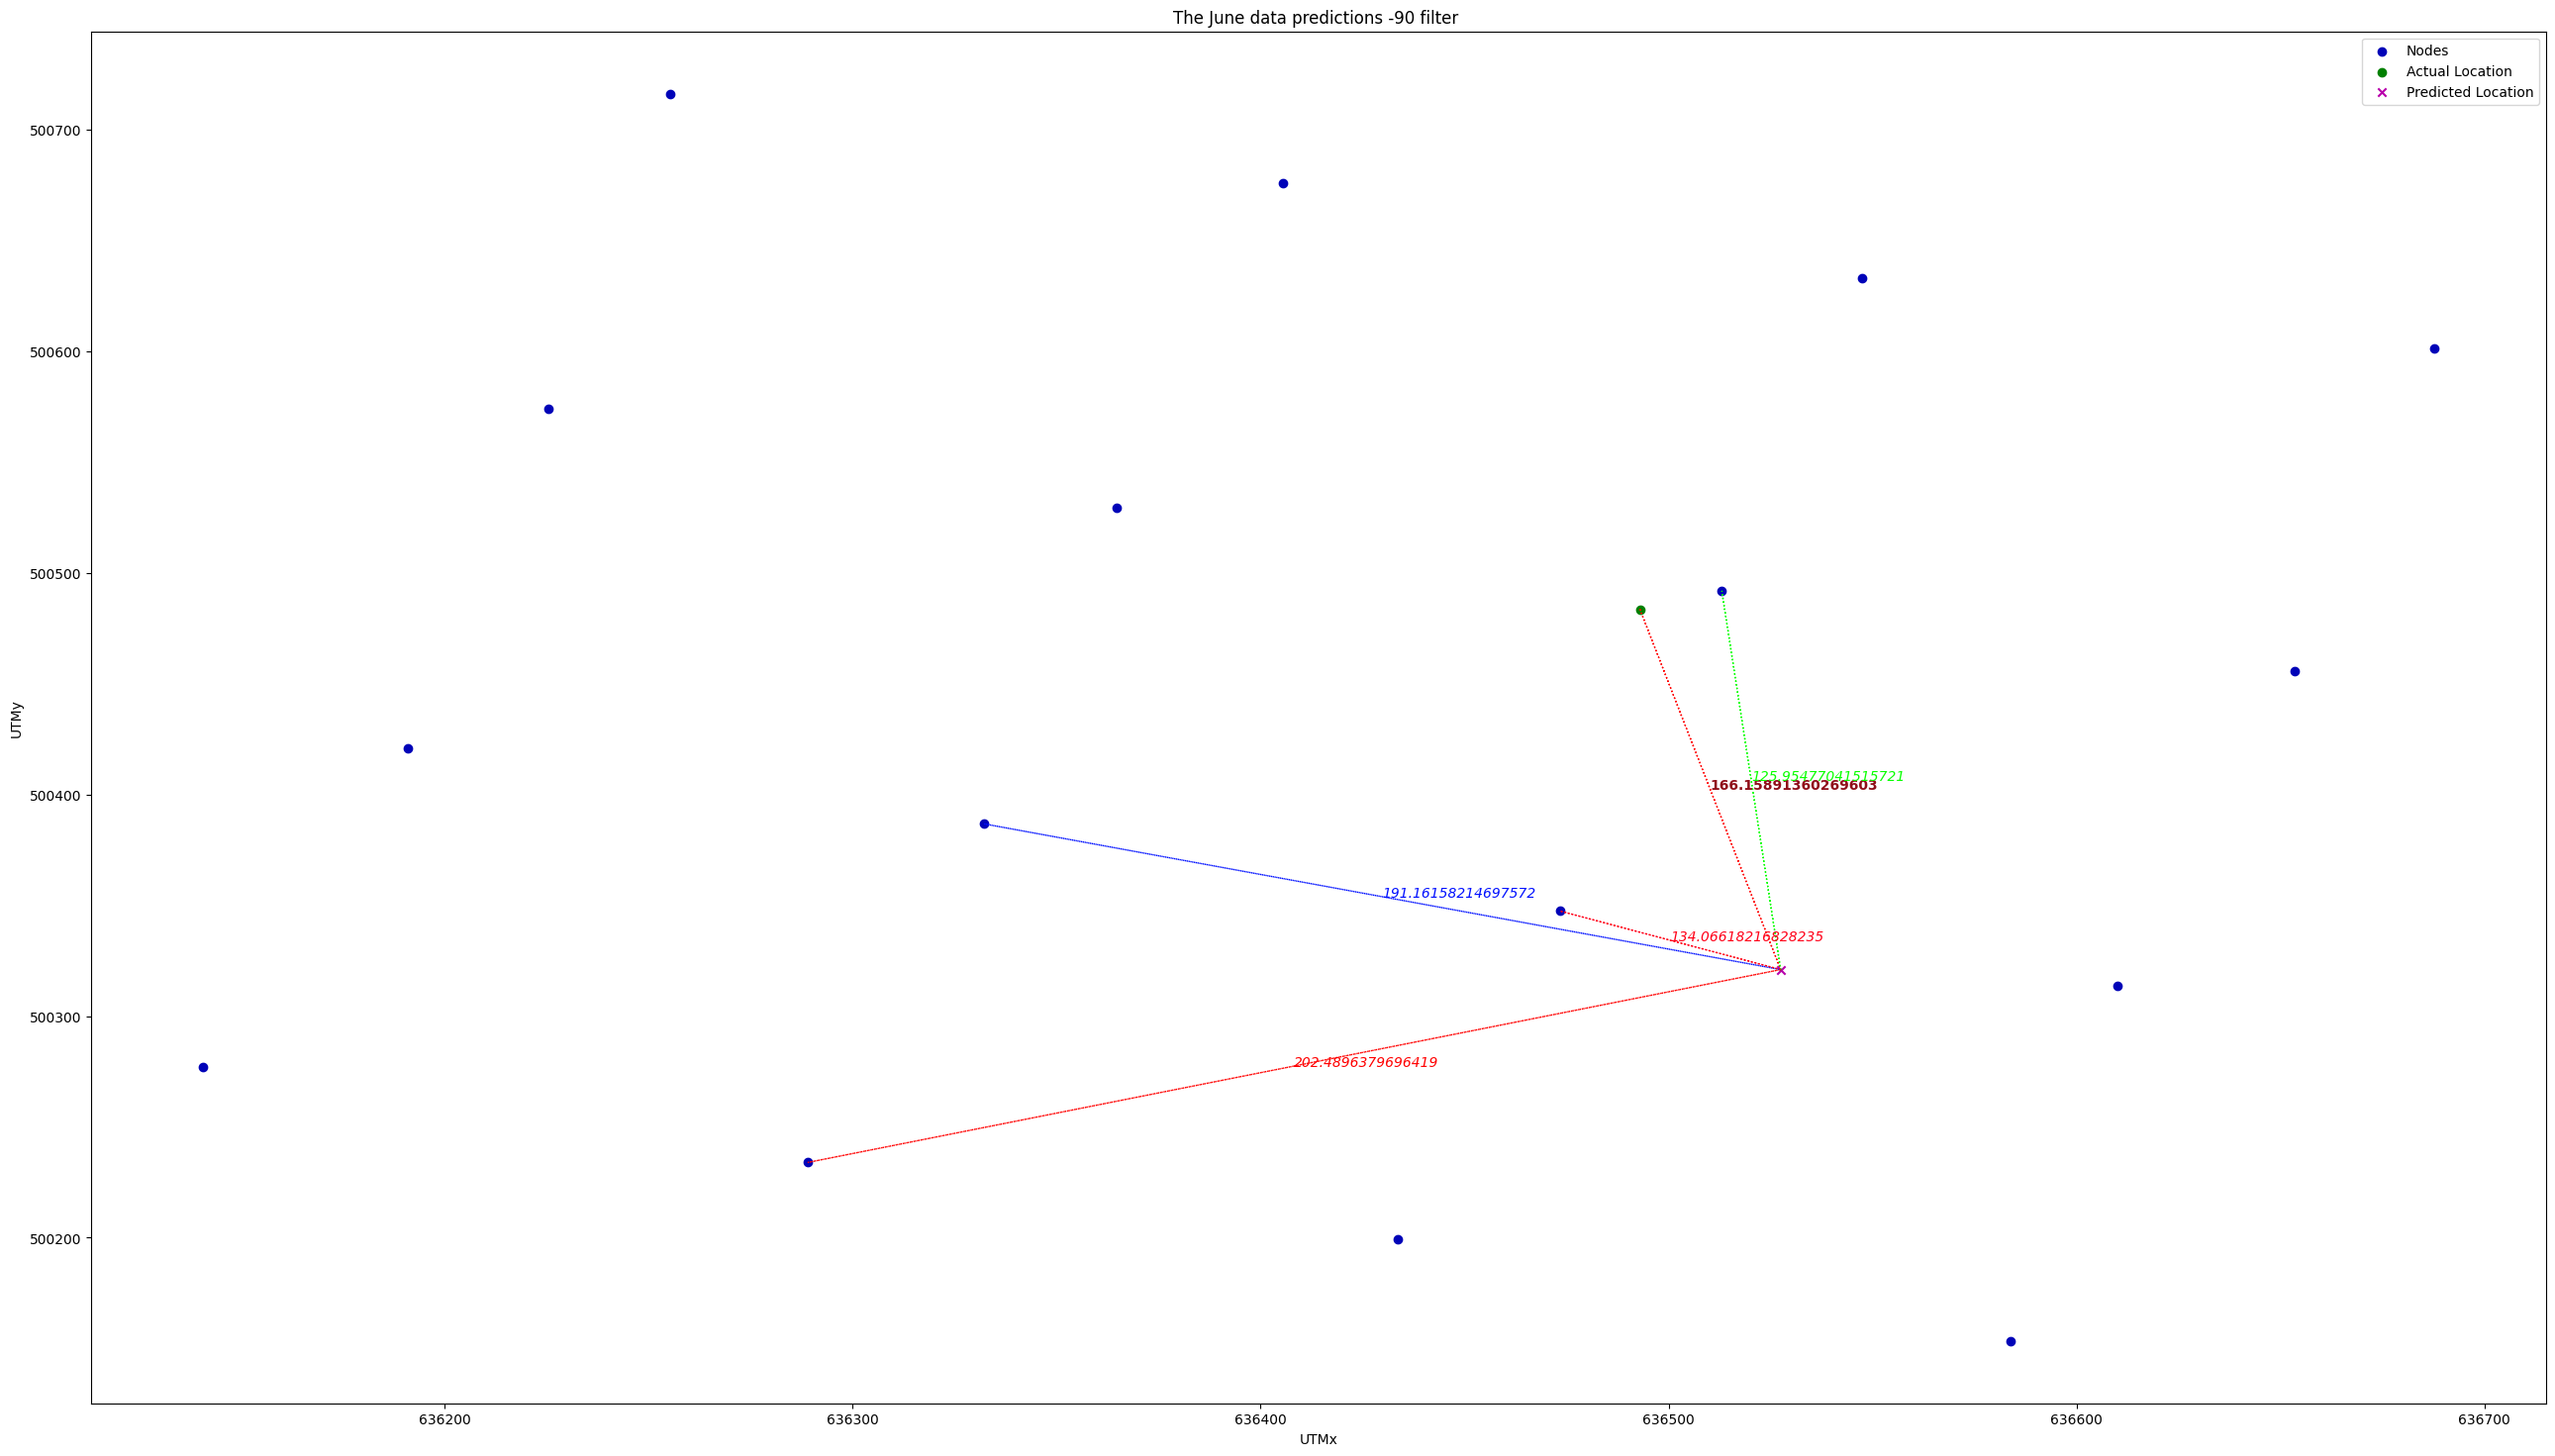 The June data predictions -90 filter
Nodes
Actual Location
Predicted Location
500700
500600
500500
500400
500300
500200
UTMy
125.95477041515721
166.15891360269603
191.16158214697572
134.06618216828235
202.4896379696419
636200
636300
636400
636500
636600
636700
UTMx